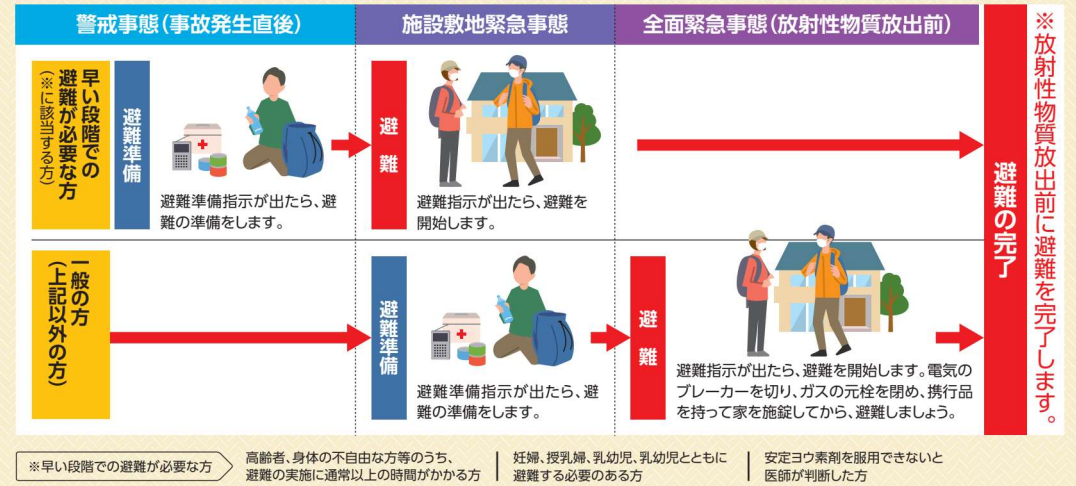 警戒事態(事故発生直後)
施設敷地緊急事態
全面緊急事態(放射性物質放出前)
早い段階での
避難が必要な方
(※に該当する方)
避難準備
避難準備指示が出たら、避
難の準備をします。
避難
避難指示が出たら、避難を
開始します。
一般の方
(上記以外の方)
避難準備
避難準備指示が出たら、避
難の準備をします。
避難
避難指示が出たら、避難を開始します。電気の
ブレーカーを切り、ガスの元栓を閉め、携行品
を持って家を施錠してから、避難しましょう。
避難の完了
※放射性物質放出前に避難を完了します。
※早い段階での避難が必要な方
高齢者、身体の不自由な方等のうち、
避難の実施に通常以上の時間がかかる方
妊婦、授乳婦、乳幼児、乳幼児とともに
避難する必要のある方
安定ヨウ素剤を服用できないと
医師が判断した方